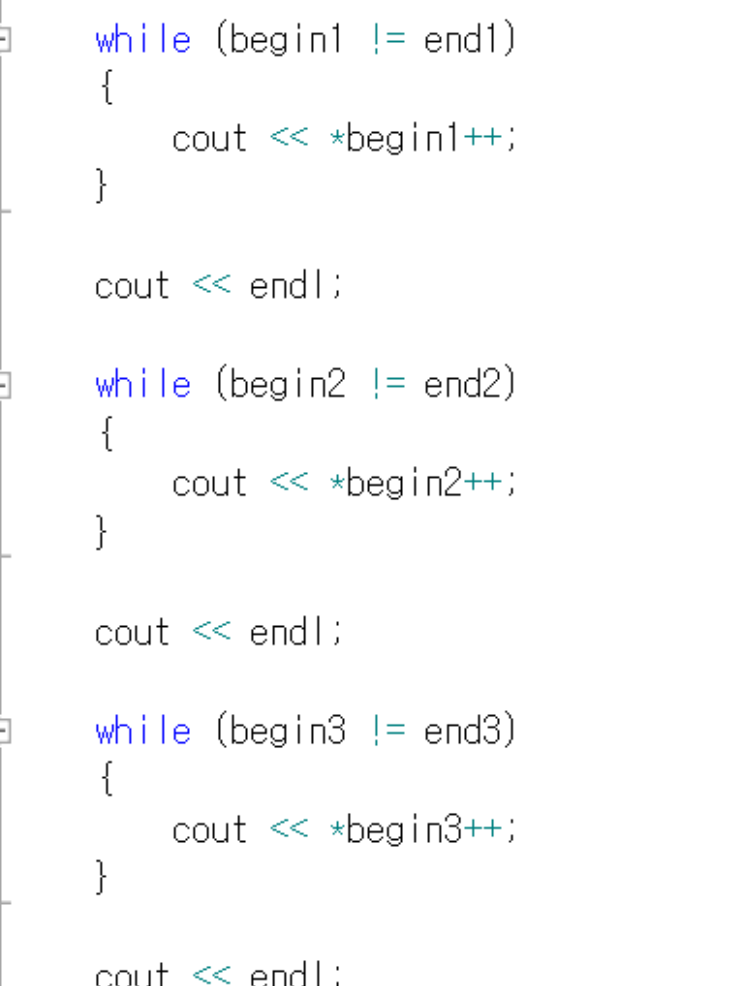 while (begin1 != end1)
{
    cout << *begin1++;
}
cout << endl;
while (begin2 != end2)
{
    cout << *begin2++;
}
cout << endl;
while (begin3 != end3)
{
    cout << *begin3++;
}
cout << endl;